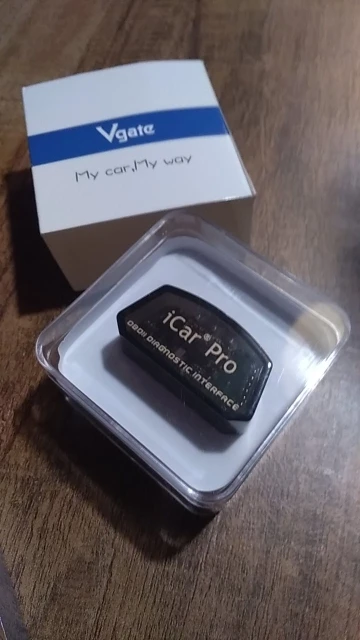 Vgate
My car,My way
iCar® Pro
OBDII DIAGNOSTIC INTERFACE